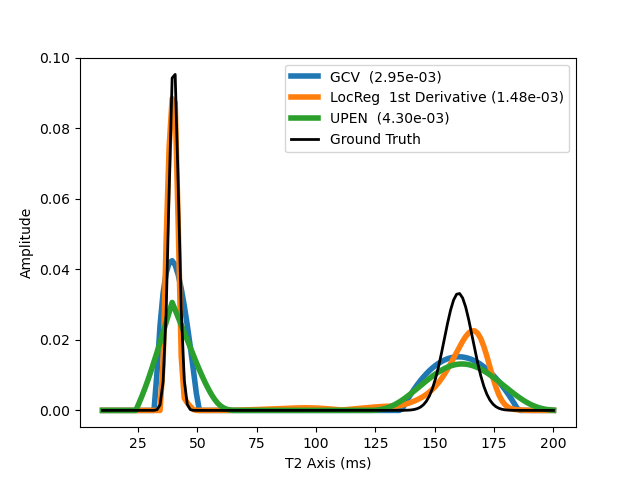 GCV (2.95e-03)
LocReg 1st Derivative (1.48e-03)
UPEN (4.30e-03)
Ground Truth
0.10
0.08
0.06
0.04
0.02
0.00
Amplitude
25 50 75 100 125 150 175 200
T2 Axis (ms)